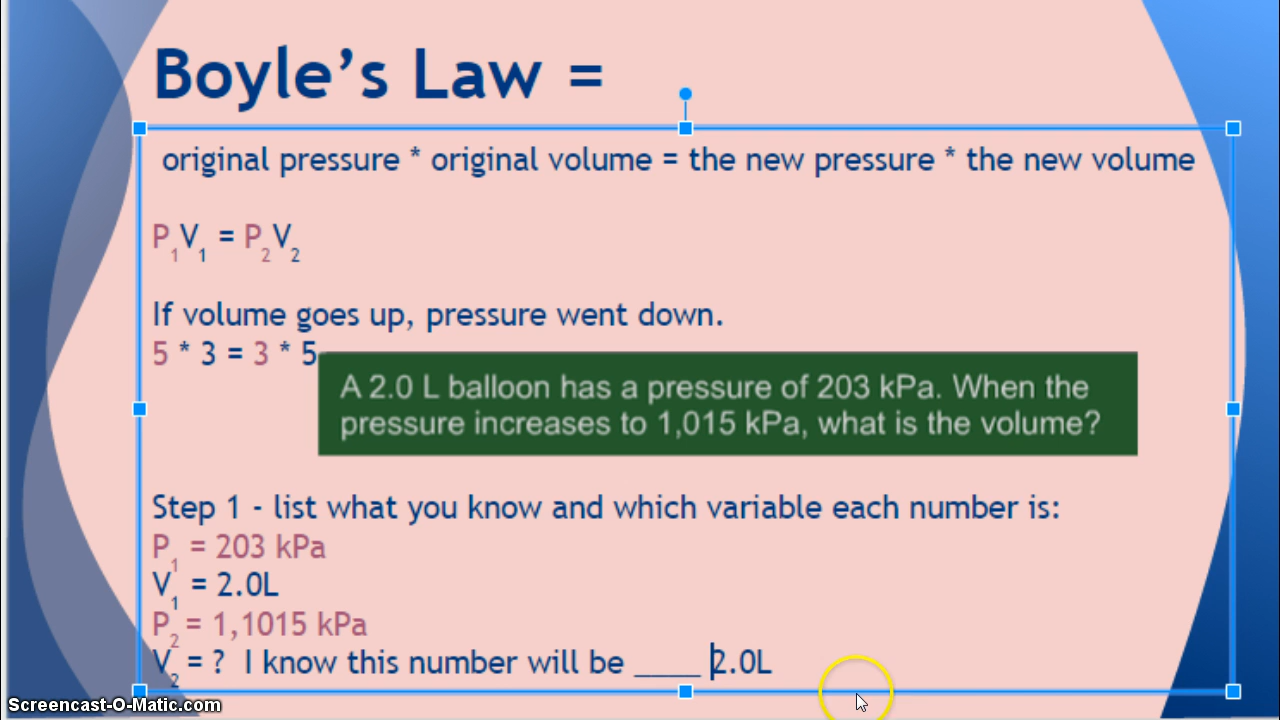 Boyle’s Law =
original pressure * original volume = the new pressure * the new volume
P₁V₁ = P₂V₂
If volume goes up, pressure went down.
5 * 3 = 3 * 5
A 2.0 L balloon has a pressure of 203 kPa. When the
pressure increases to 1,015 kPa, what is the volume?
Step 1 - list what you know and which variable each number is:
P₁ = 203 kPa
V₁ = 2.0L
P₂ = 1,1015 kPa
V₂ = ? I know this number will be ____ 2.0L
Screencast-O-Matic.com